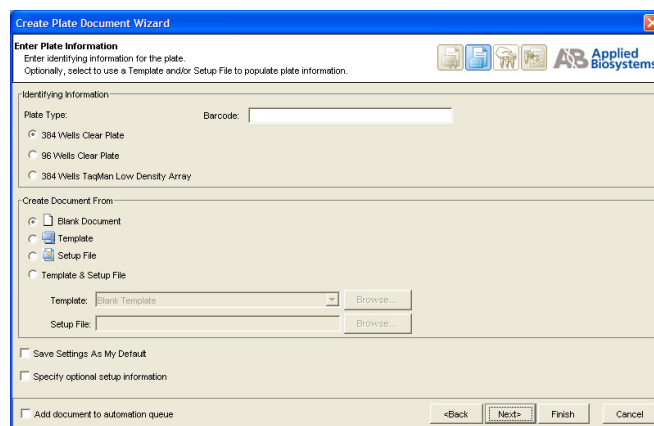 Create Plate Document Wizard
Enter Plate Information
Enter identifying information for the plate.
Optionally, select to use a Template and/or Setup File to populate plate information.
AB Applied Biosystems
Identifying Information
Plate Type:
Barcode:
384 Wells Clear Plate
96 Wells Clear Plate
384 Wells TaqMan Low Density Array
Create Document From
Blank Document
Template
Setup File
Template & Setup File
Template: Blank Template Browse...
Setup File: Browse...
Save Settings As My Default
Specify optional setup information
Add document to automation queue
<Back Next> Finish Cancel